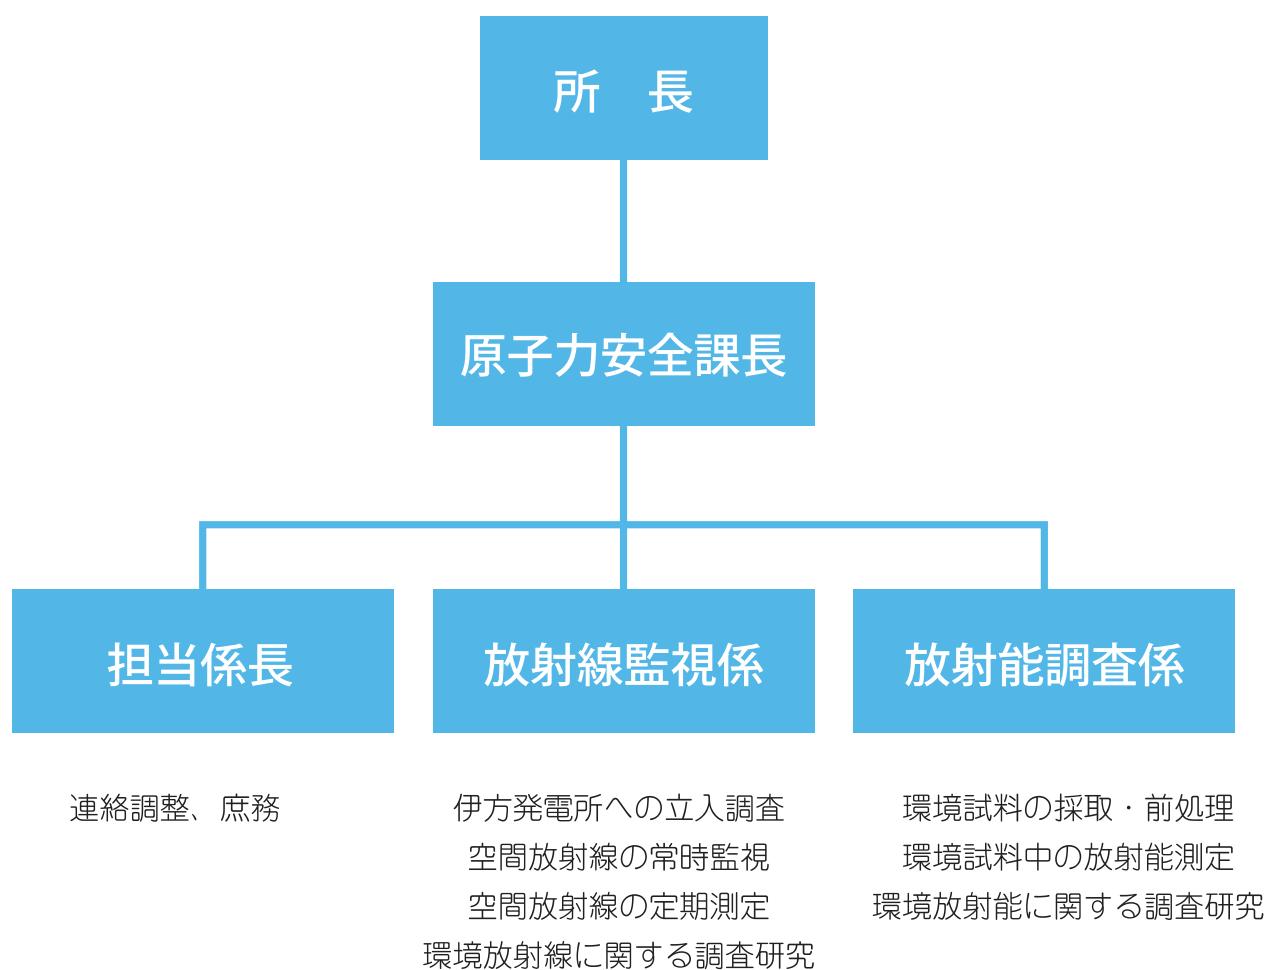 所　長
原子力安全課長
担当係長
放射線監視係
放射能調査係
連絡調整、庶務
伊方発電所への立入調査
空間放射線の常時監視
空間放射線の定期測定
環境放射線に関する調査研究
環境試料の採取・前処理
環境試料中の放射能測定
環境放射能に関する調査研究